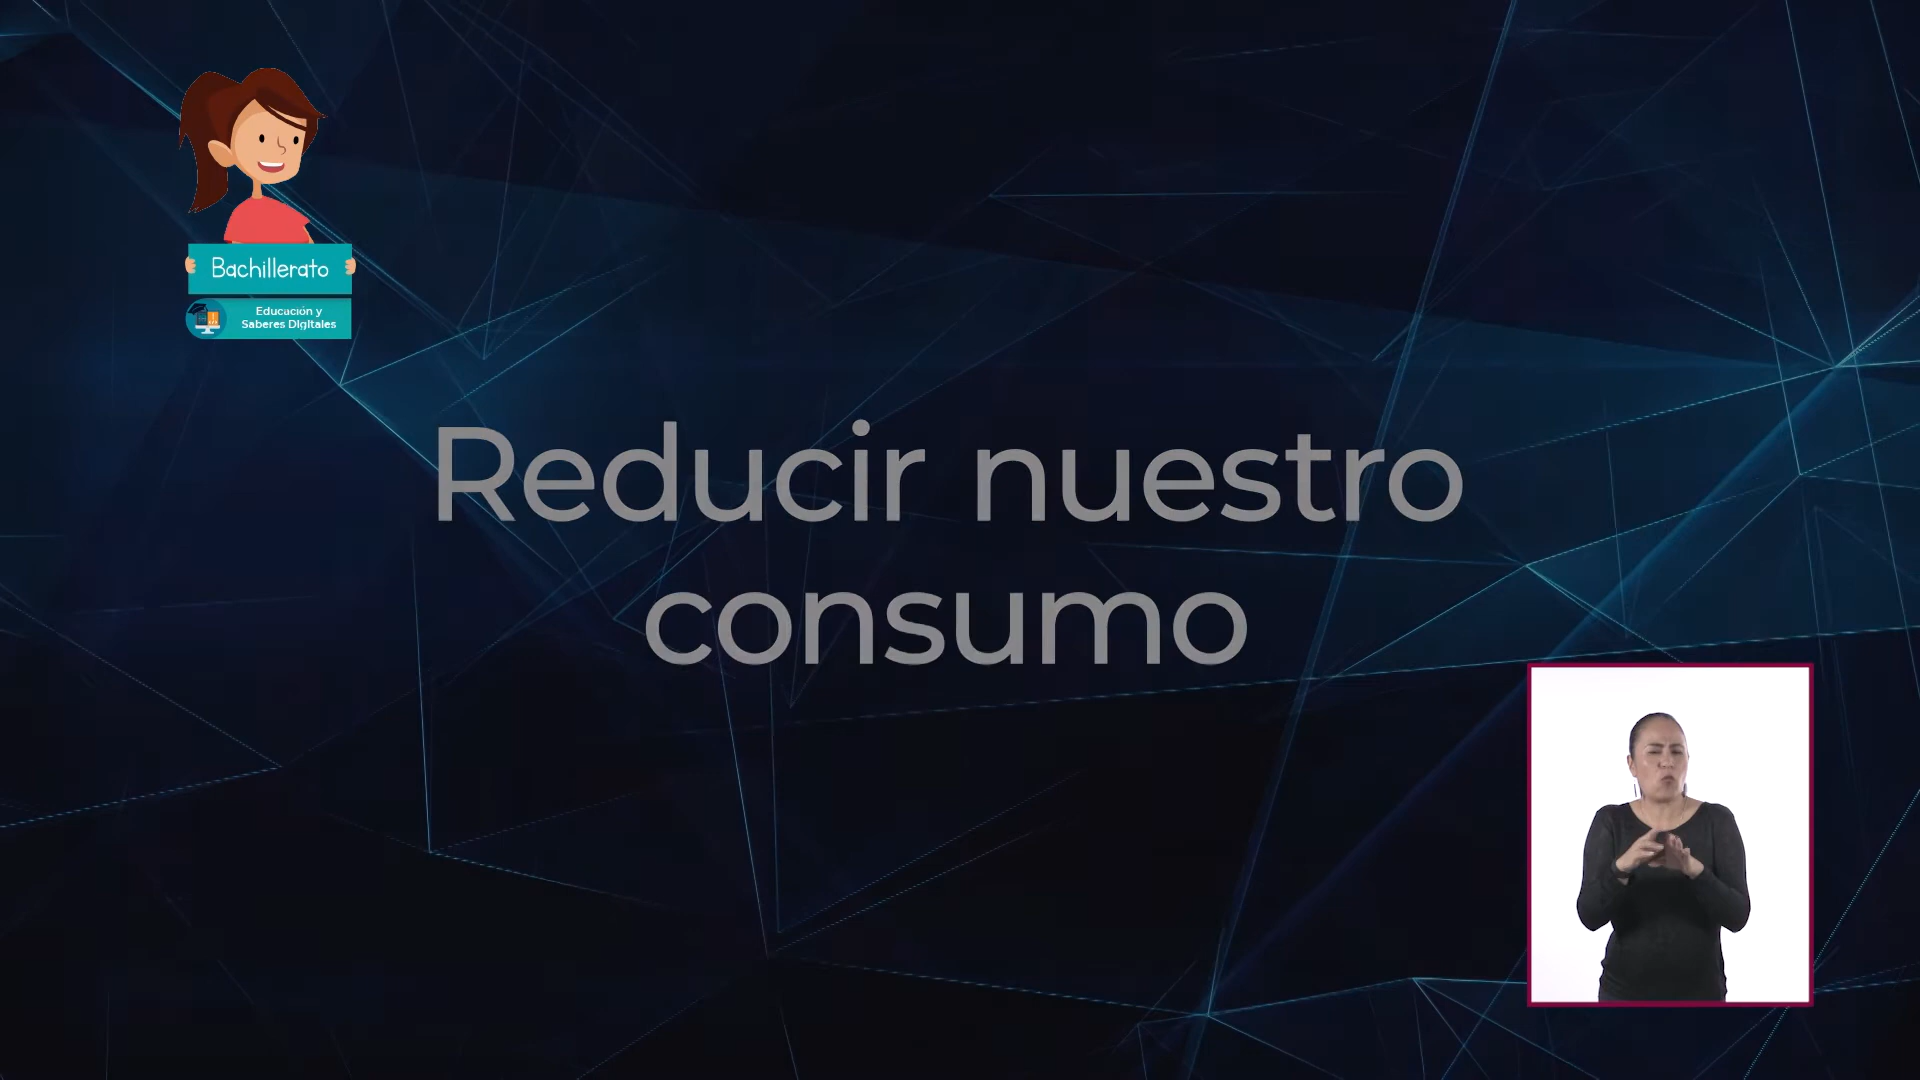 Bachillerato
Educación y
Saberes Digitales
Reducir nuestro
consumo